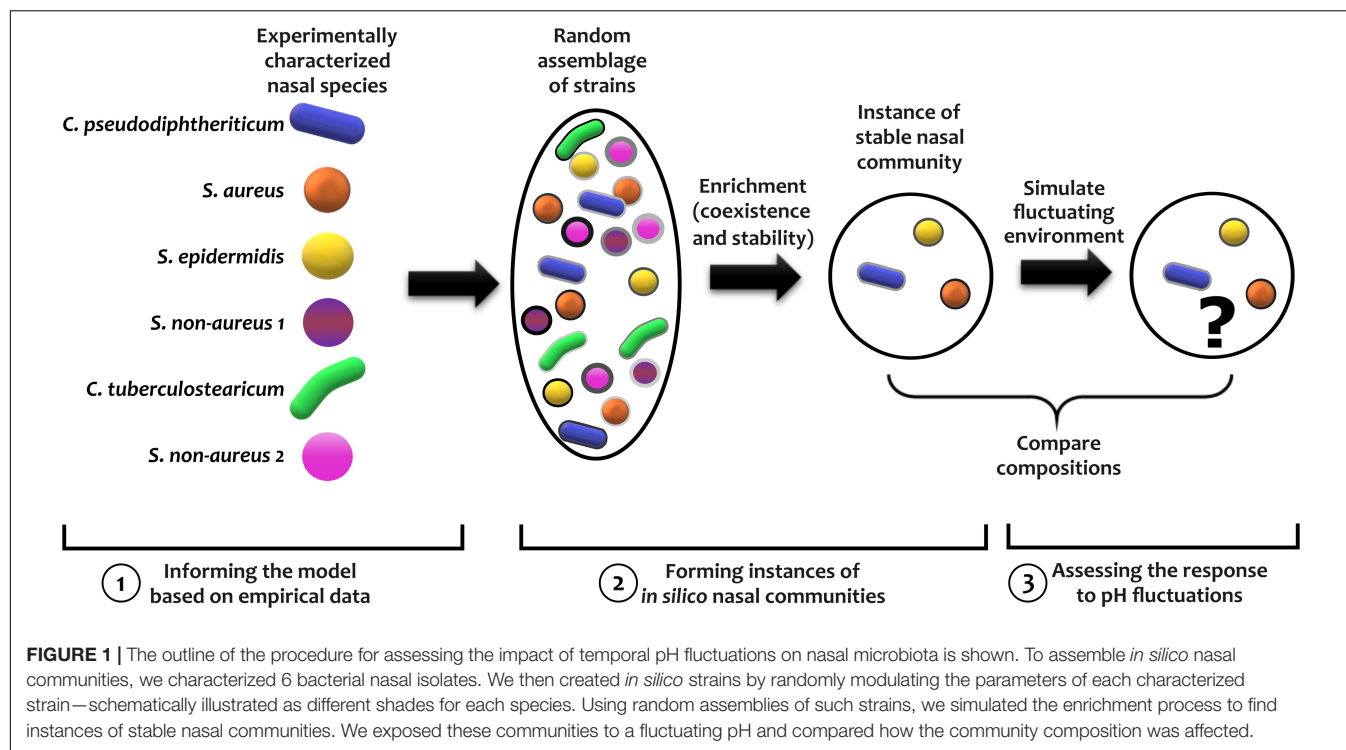 Experimentally
characterized
nasal species
C. pseudodiphtheriticum
S. aureus
S. epidermidis
S. non-aureus 1
C. tuberculostearicum
S. non-aureus 2
Random
assemblage
of strains
Enrichment
(coexistence
and stability)
Instance of
stable nasal
community
Simulate
fluctuating
environment
?
Compare
compositions
1 Informing the model
based on empirical data
2 Forming instances of
in silico nasal communities
3 Assessing the response
to pH fluctuations
FIGURE 1 | The outline of the procedure for assessing the impact of temporal pH fluctuations on nasal microbiota is shown. To assemble in silico nasal
communities, we characterized 6 bacterial nasal isolates. We then created in silico strains by randomly modulating the parameters of each characterized
strain—schematically illustrated as different shades for each species. Using random assemblies of such strains, we simulated the enrichment process to find
instances of stable nasal communities. We exposed these communities to a fluctuating pH and compared how the community composition was affected.